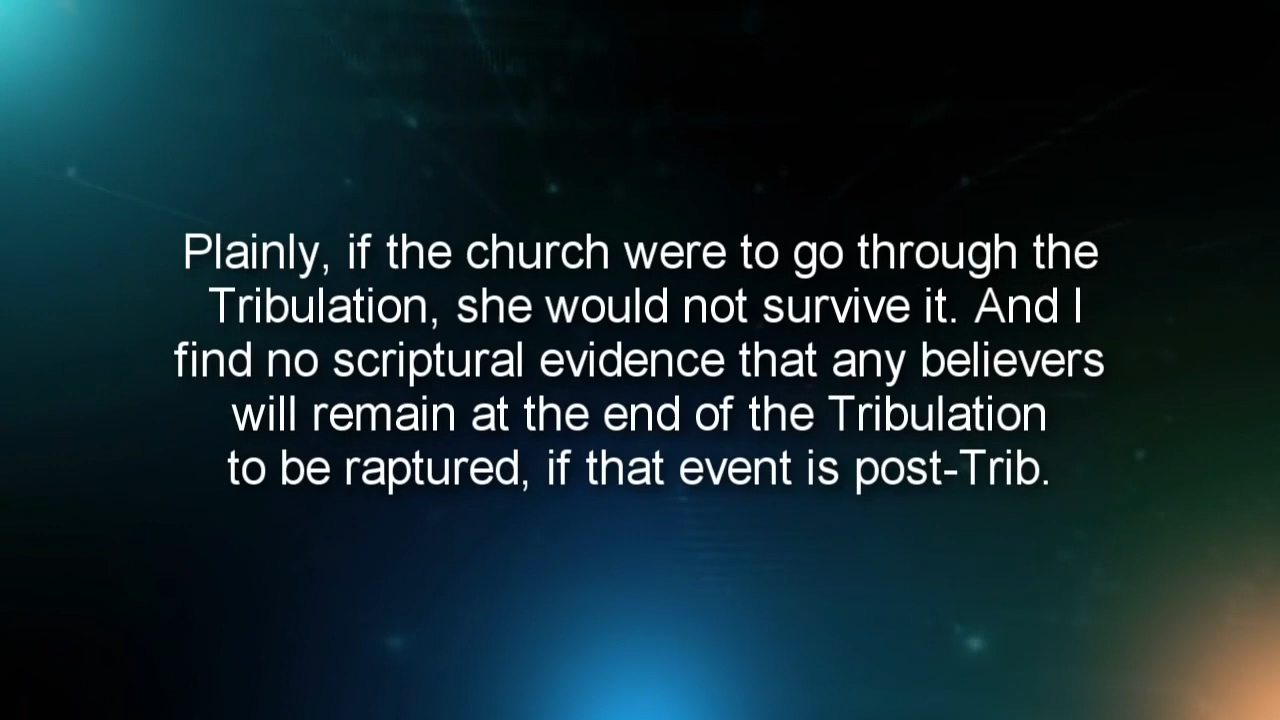 Plainly, if the church were to go through the
Tribulation, she would not survive it. And I
find no scriptural evidence that any believers
will remain at the end of the Tribulation
to be raptured, if that event is post-Trib.